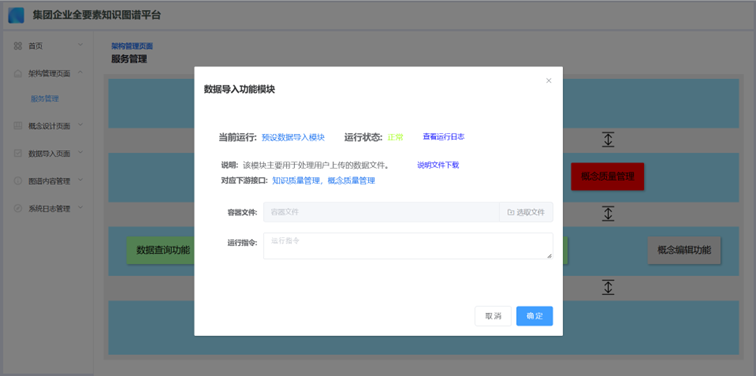 集团企业全要素知识图谱平台
首页
架构管理页面
服务管理
概念设计页面
数据导入页面
图谱内容管理
系统日志管理
架构管理页面
服务管理
概念质量管理
数据查询功能
概念编辑功能
数据导入功能模块
当前运行: 预设数据导入模块 运行状态: 正常 查看运行日志
说明: 该模块主要用于处理用户上传的数据文件。 说明文件下载
对应下游接口: 知识质量管理, 概念质量管理
容器文件: 容器文件 选取文件
运行指令: 运行指令
取消 确定